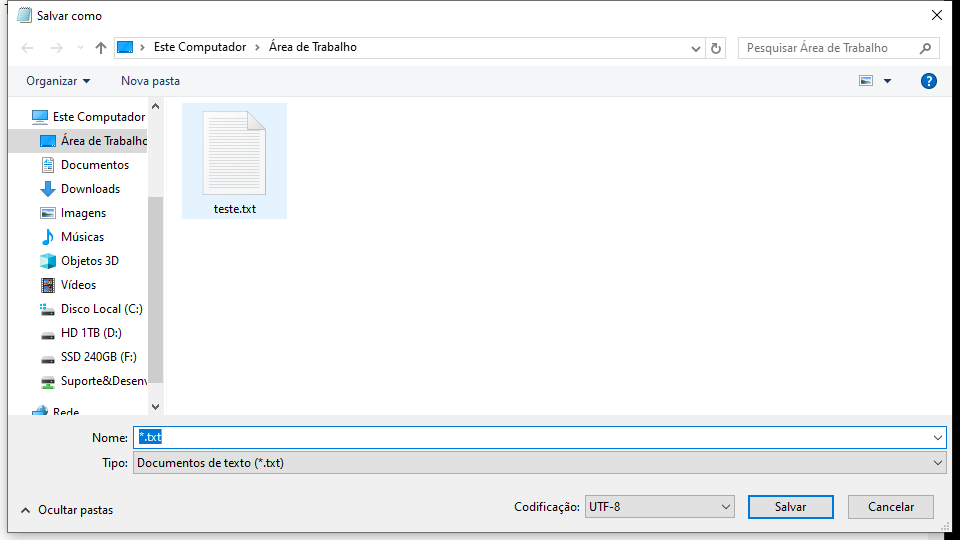 Salvar como
Este Computador > Área de Trabalho
Pesquisar Área de Trabalho
Organizar
Nova pasta
Este Computador
Área de Trabalho
Documentos
Downloads
Imagens
Músicas
Objetos 3D
Vídeos
Disco Local (C:)
HD 1TB (D:)
SSD 240GB (F:)
Suporte&Desenv
Rede
teste.txt
Nome: *.txt
Tipo: Documentos de texto (*.txt)
Ocultar pastas
Codificação: UTF-8
Salvar
Cancelar